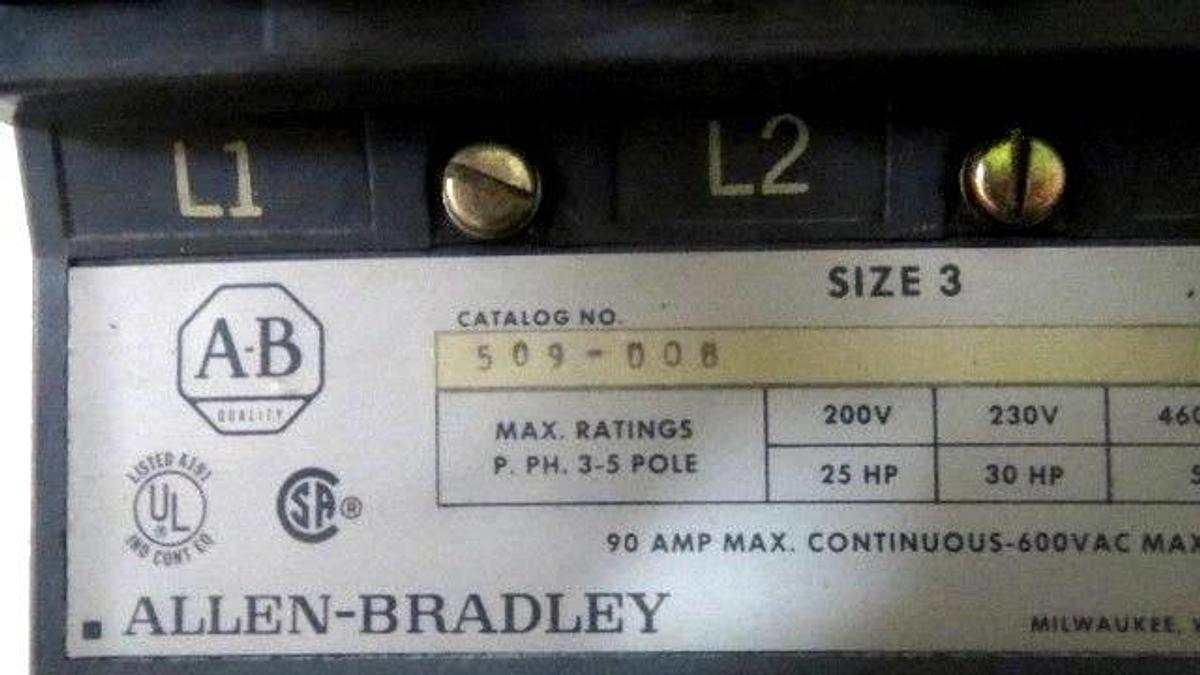 L1 L2
SIZE 3
A-B
QUALITY
CATALOG NO.
509-DOB
MAX. RATINGS
P. PH. 3-5 POLE
200V 230V
25 HP 30 HP
LISTED
UL
IND CONT EQ
SA®
90 AMP MAX. CONTINUOUS-600VAC MAX
ALLEN-BRADLEY
MILWAUKEE,